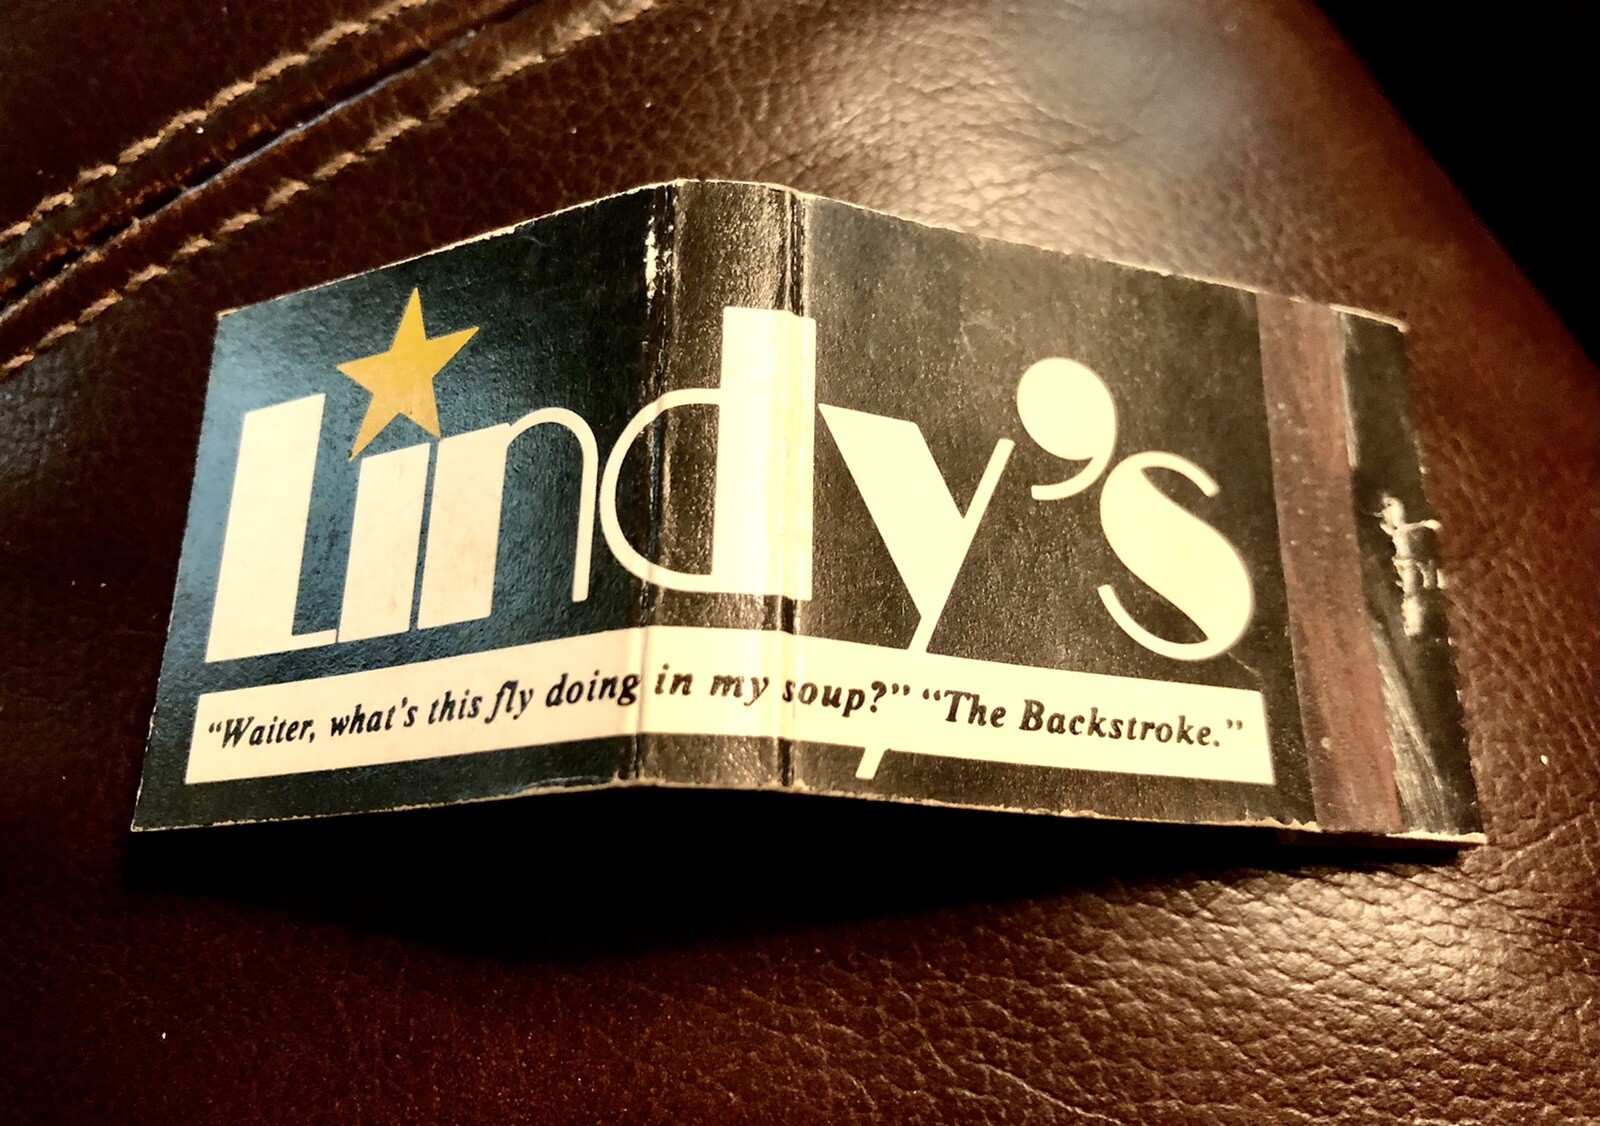 Lindy's
“Waiter, what's this fly doing in my soup?” “The Backstroke.”